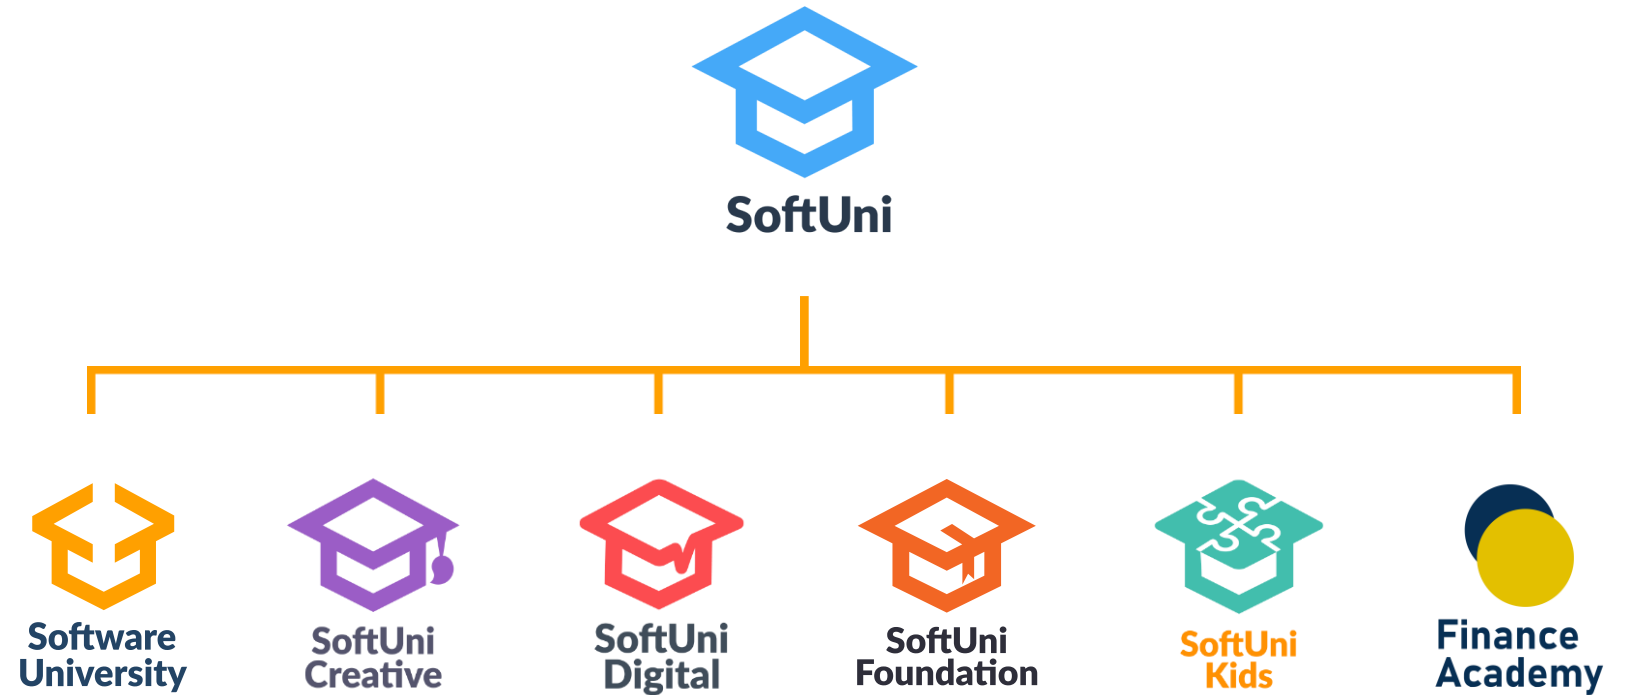 SoftUni
Software
University
SoftUni
Creative
SoftUni
Digital
SoftUni
Foundation
SoftUni
Kids
Finance
Academy